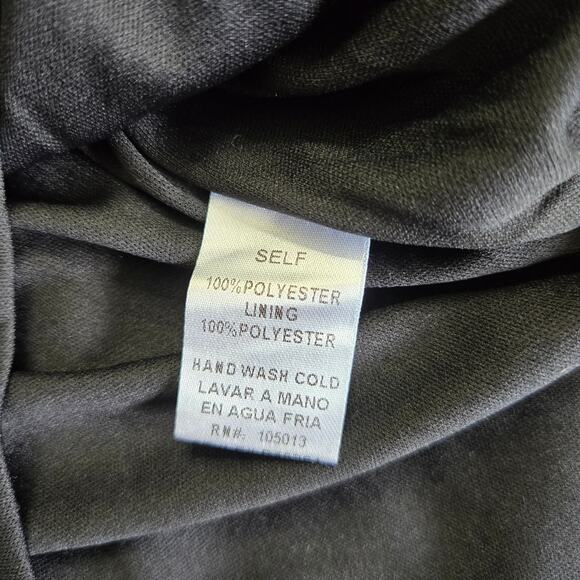 SELF
100%POLYESTER
LINING
100%POLYESTER
HAND WASH COLD
LAVAR A MANO
EN AGUA FRIA
RN#: 105013